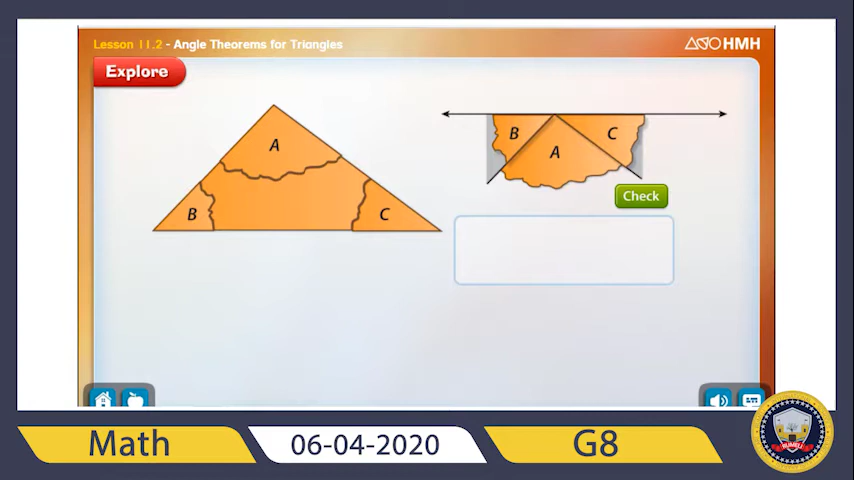 Lesson 11.2 - Angle Theorems for Triangles
HMH
Explore
A
B
C
B
A
C
Check
Math
06-04-2020
G8